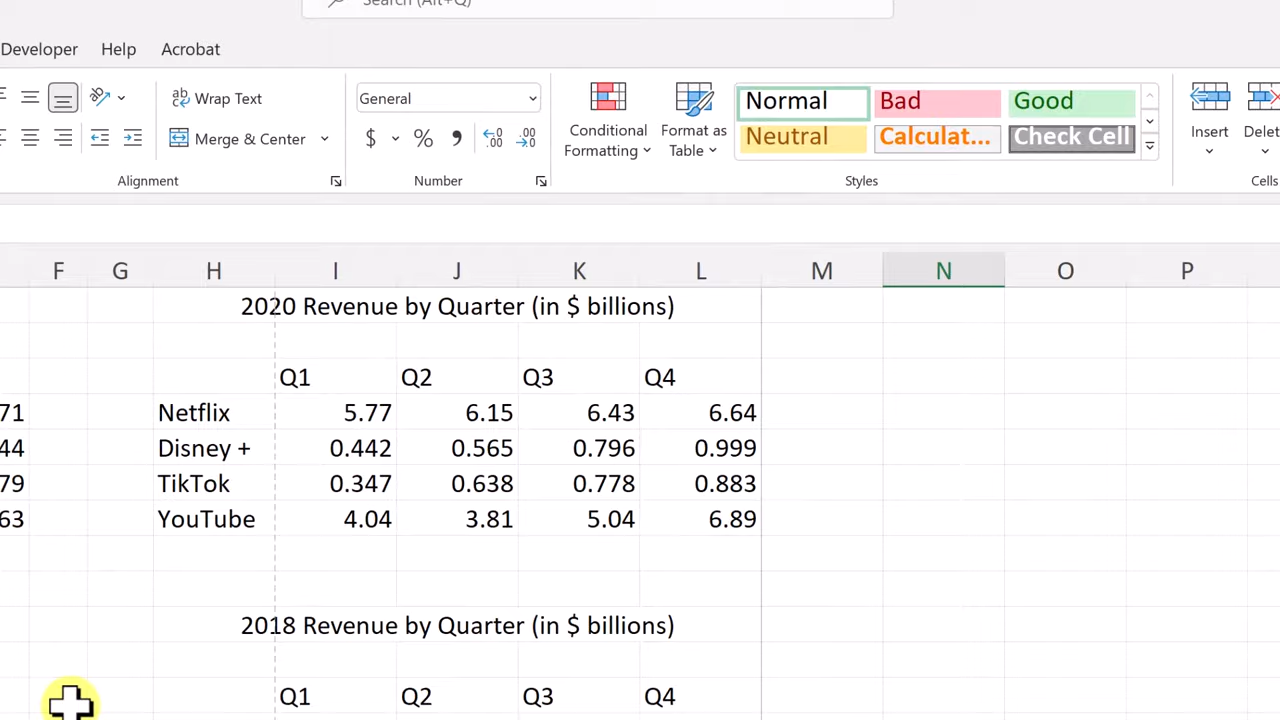 Search (Alt+Q)
Developer Help Acrobat
Wrap Text General Normal Bad Good
Merge & Center $ % Conditional Formatting Format as Table Neutral Calculat... Check Cell Insert Delet
Alignment Number Styles Cells
F G H I J K L M N O P
2020 Revenue by Quarter (in $ billions)
Q1 Q2 Q3 Q4
71 Netflix 5.77 6.15 6.43 6.64
44 Disney + 0.442 0.565 0.796 0.999
79 TikTok 0.347 0.638 0.778 0.883
63 YouTube 4.04 3.81 5.04 6.89
2018 Revenue by Quarter (in $ billions)
Q1 Q2 Q3 Q4